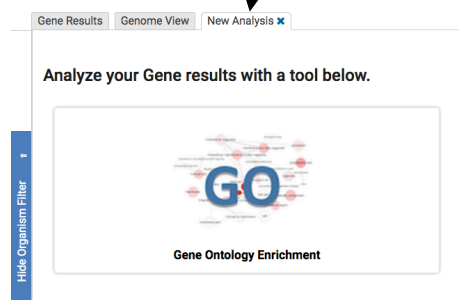 Gene Results Genome View New Analysis ✖
Analyze your Gene results with a tool below.
Hide Organism Filter
GO
Gene Ontology Enrichment